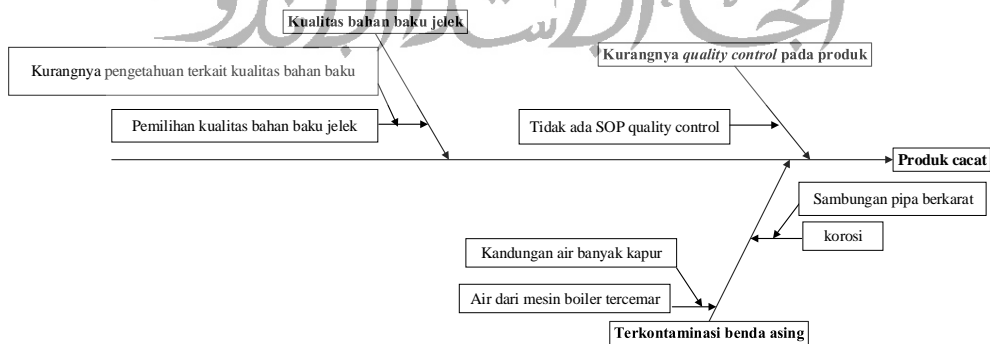 Kualitas bahan baku jelek
Kurangnya quality control pada produk
Kurangnya pengetahuan terkait kualitas bahan baku
Pemilihan kualitas bahan baku jelek
Tidak ada SOP quality control
Produk cacat
Sambungan pipa berkarat
korosi
Kandungan air banyak kapur
Air dari mesin boiler tercemar
Terkontaminasi benda asing